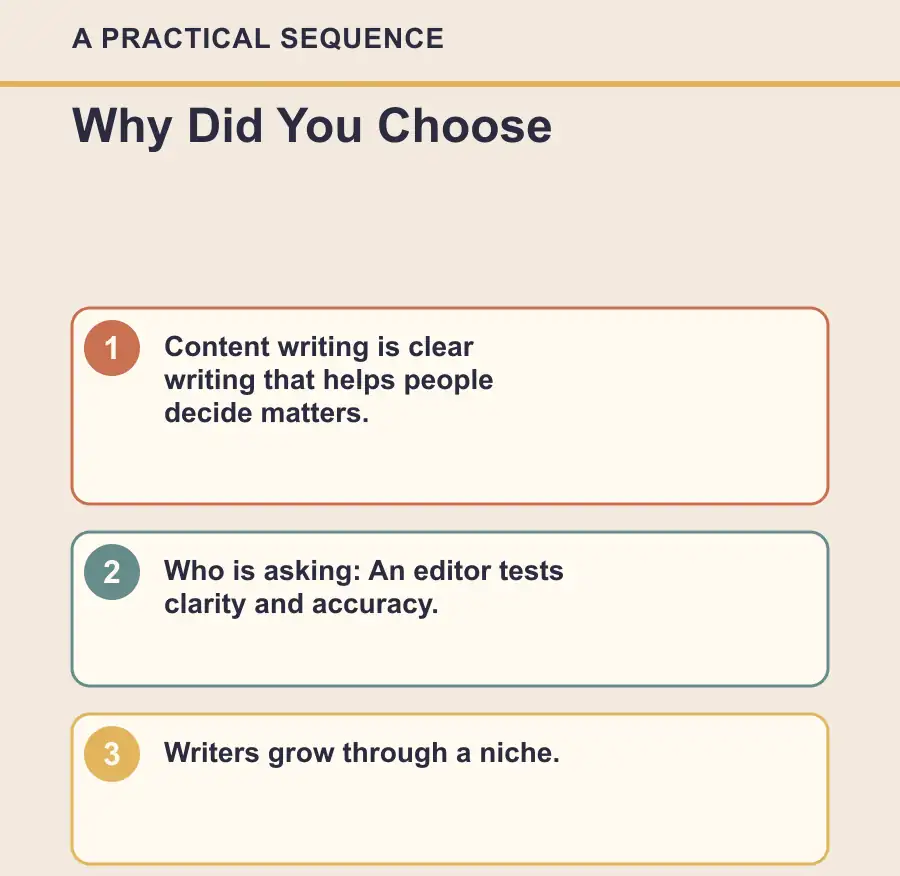 A PRACTICAL SEQUENCE
Why Did You Choose
1
Content writing is clear
writing that helps people
decide matters.
2
Who is asking: An editor tests
clarity and accuracy.
3
Writers grow through a niche.